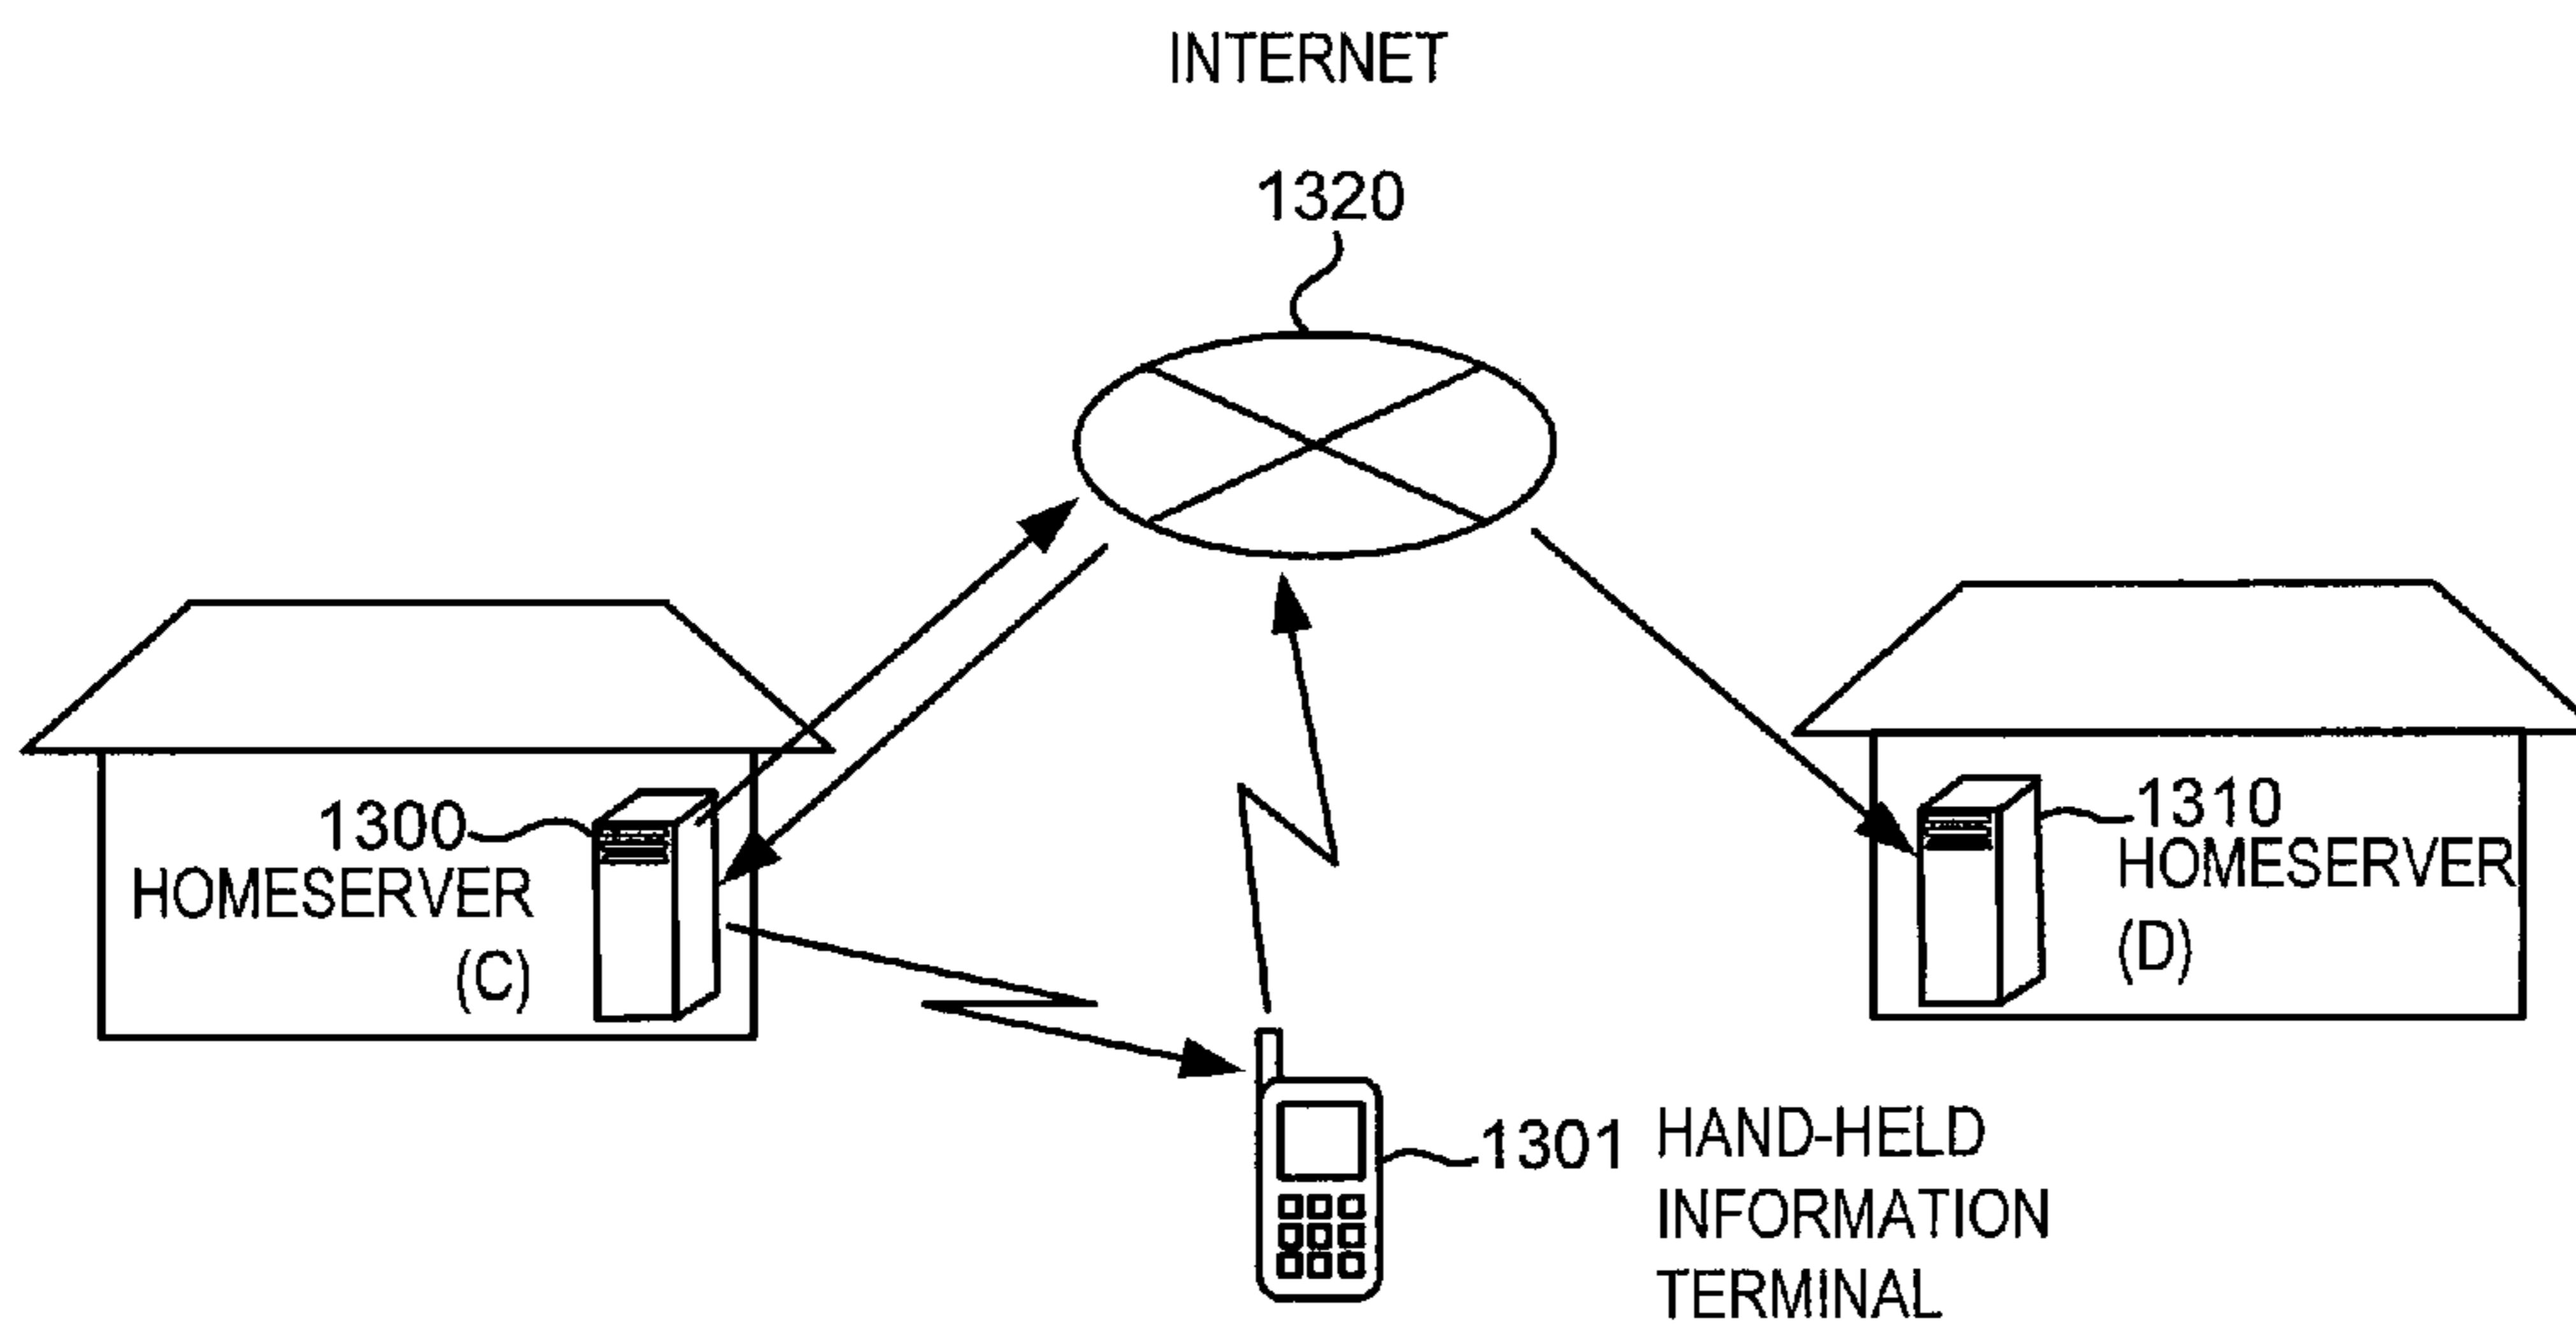 INTERNET
1320
1300
HOMESERVER
(C)
1310
HOMESERVER
(D)
1301
HAND-HELD
INFORMATION
TERMINAL